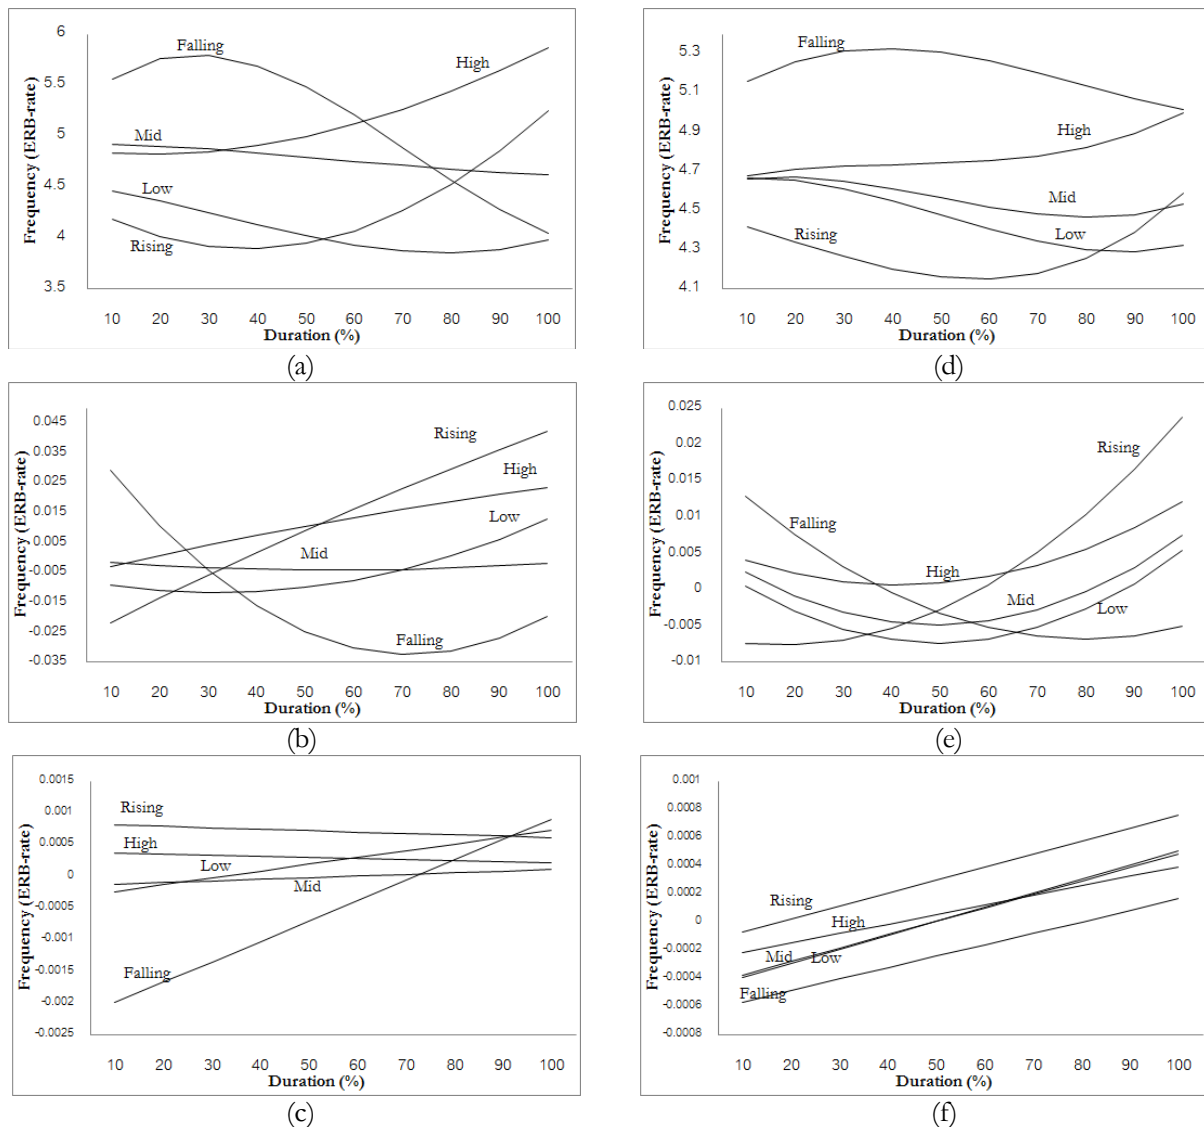 6
5.5
5
4.5
4
3.5
Frequency (ERB-rate)
Falling
High
Mid
Low
Rising
10 20 30 40 50 60 70 80 90 100
Duration (%)
(a)
5.3
5.1
4.9
4.7
4.5
4.3
4.1
Frequency (ERB-rate)
Falling
High
Mid
Low
Rising
10 20 30 40 50 60 70 80 90 100
Duration (%)
(d)
0.045
0.035
0.025
0.015
0.005
-0.005
-0.015
-0.025
-0.035
Frequency (ERB-rate)
Rising
High
Low
Mid
Falling
10 20 30 40 50 60 70 80 90 100
Duration (%)
(b)
0.025
0.02
0.015
0.01
0.005
0
-0.005
-0.01
Frequency (ERB-rate)
Rising
Falling
High
Mid
Low
10 20 30 40 50 60 70 80 90 100
Duration (%)
(e)
0.0015
0.001
0.0005
0
-0.0005
-0.001
-0.0015
-0.002
-0.0025
Frequency (ERB-rate)
Rising
High
Low
Mid
Falling
10 20 30 40 50 60 70 80 90 100
Duration (%)
(c)
0.001
0.0008
0.0006
0.0004
0.0002
0
-0.0002
-0.0004
-0.0006
-0.0008
Frequency (ERB-rate)
Rising
High
Mid Low
Falling
10 20 30 40 50 60 70 80 90 100
Duration (%)
(f)